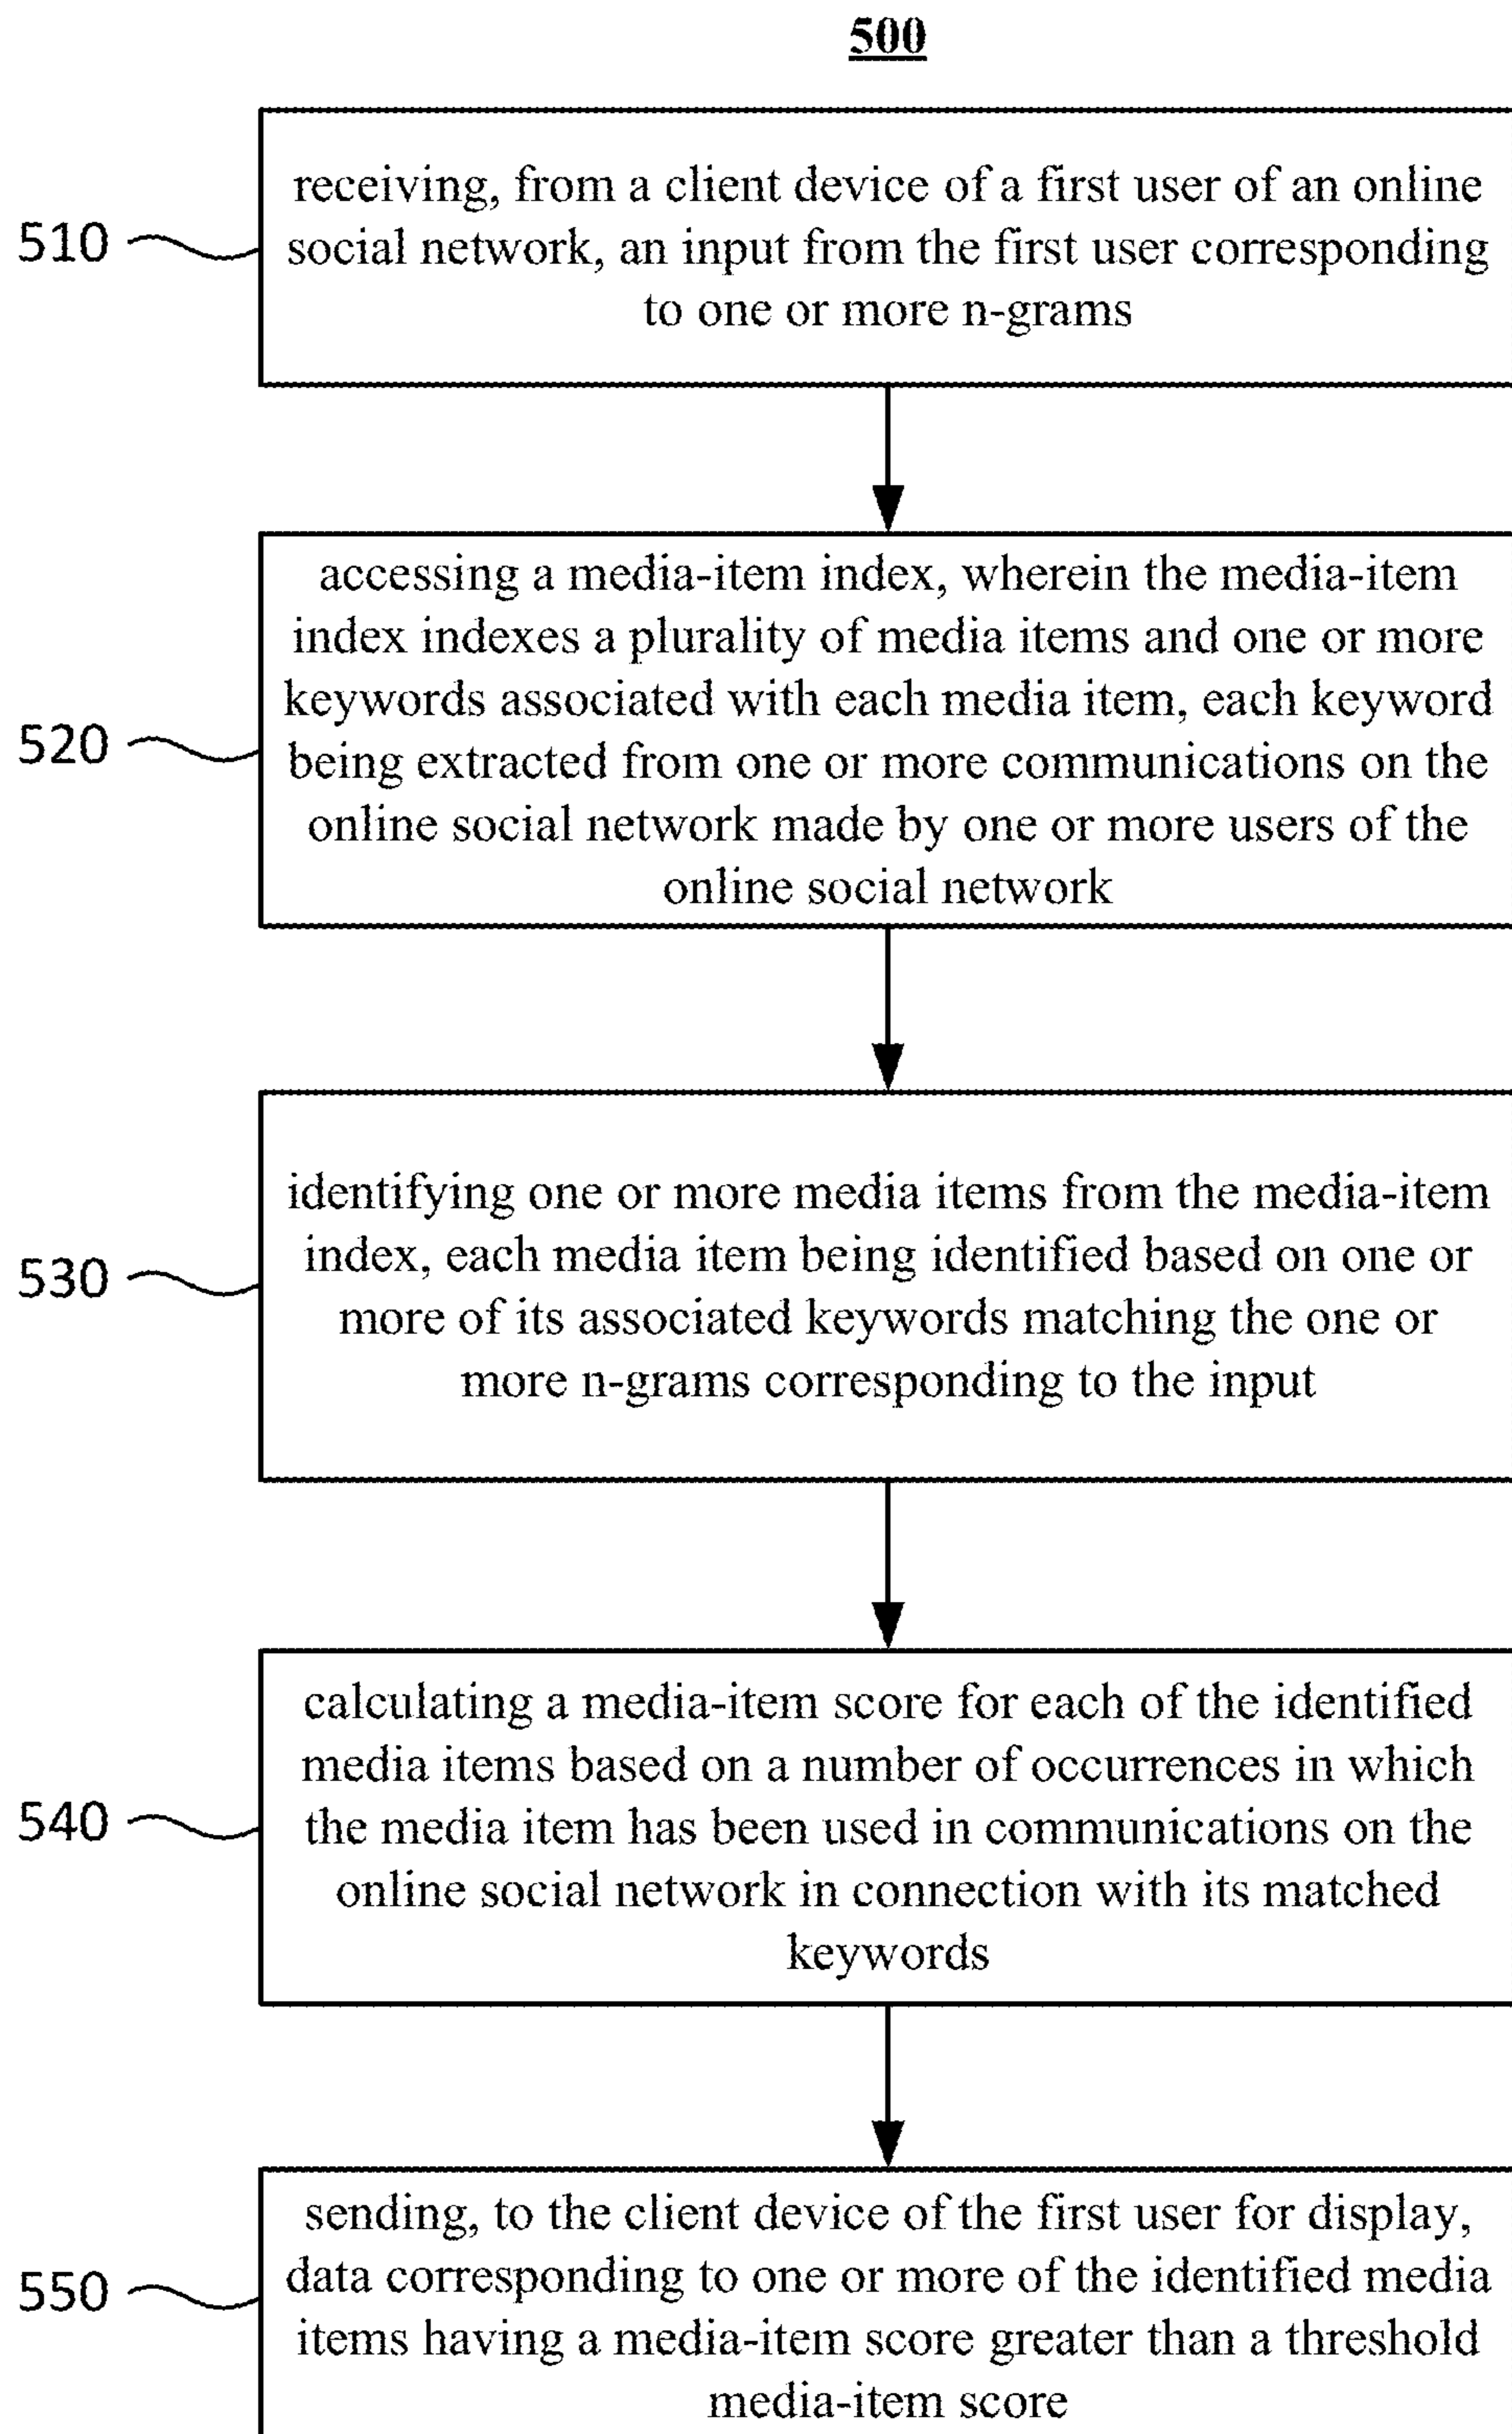 500
510
receiving, from a client device of a first user of an online
social network, an input from the first user corresponding
to one or more n-grams
520
accessing a media-item index, wherein the media-item
index indexes a plurality of media items and one or more
keywords associated with each media item, each keyword
being extracted from one or more communications on the
online social network made by one or more users of the
online social network
530
identifying one or more media items from the media-item
index, each media item being identified based on one or
more of its associated keywords matching the one or
more n-grams corresponding to the input
540
calculating a media-item score for each of the identified
media items based on a number of occurrences in which
the media item has been used in communications on the
online social network in connection with its matched
keywords
550
sending, to the client device of the first user for display,
data corresponding to one or more of the identified media
items having a media-item score greater than a threshold
media-item score